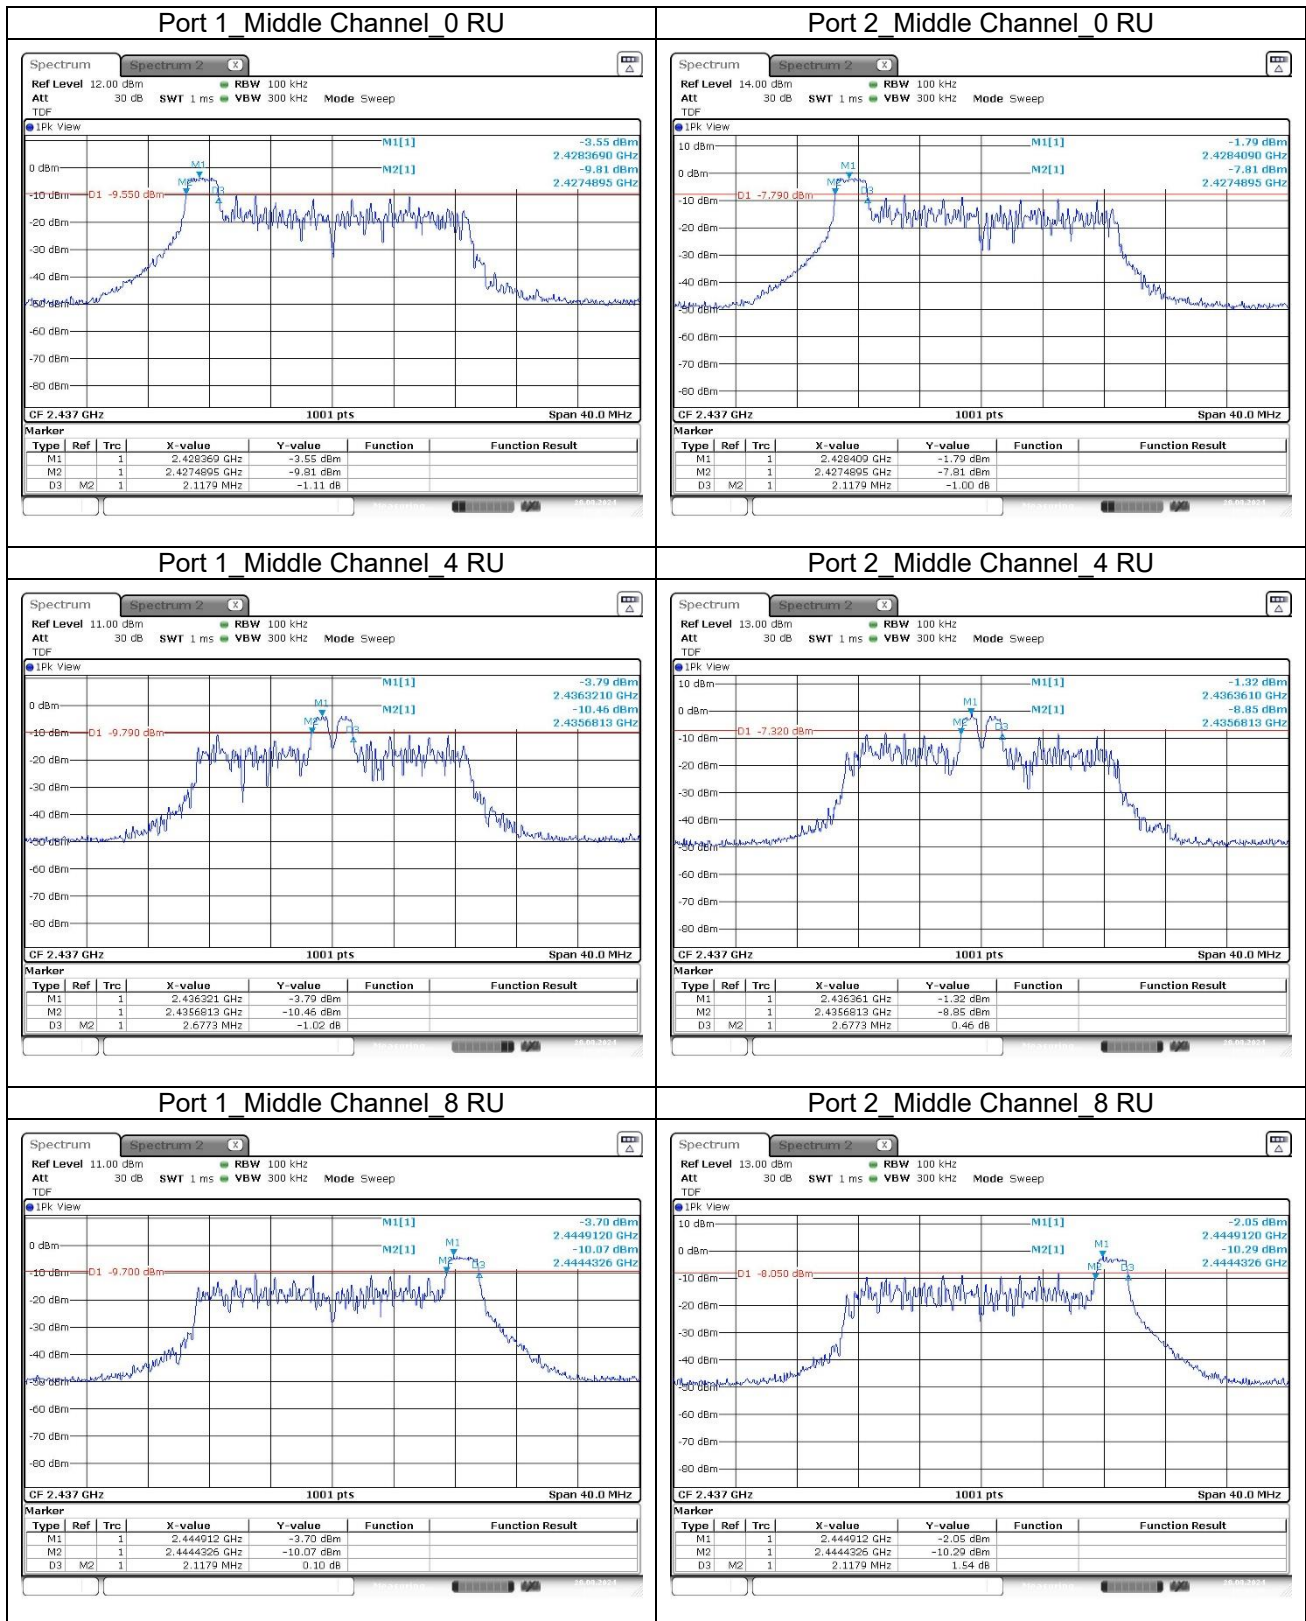 Port 1_Middle Channel_0 RU
Port 2_Middle Channel_0 RU
Spectrum Spectrum 2 X
Ref Level 12.00 dBm RBW 100 kHz
Att 30 dB SWT 1 ms VBW 300 kHz Mode Sweep
TDF
1Pk View
M1[1] -3.55 dBm
2.4283690 GHz
M2[1] -9.81 dBm
2.4274895 GHz
0 dBm
M1
M2 D3
-10 dBm D1 -9.550 dBm
-20 dBm
-30 dBm
-40 dBm
-50 dBm
-60 dBm
-70 dBm
-80 dBm
CF 2.437 GHz 1001 pts Span 40.0 MHz
Marker
Type Ref Trc X-value Y-value Function Function Result
M1 1 2.428369 GHz -3.55 dBm
M2 1 2.4274895 GHz -9.81 dBm
D3 M2 1 2.1179 MHz -1.11 dB
Spectrum Spectrum 2 X
Ref Level 14.00 dBm RBW 100 kHz
Att 30 dB SWT 1 ms VBW 300 kHz Mode Sweep
TDF
1Pk View
10 dBm M1[1] -1.79 dBm
2.4284090 GHz
0 dBm M2[1] -7.81 dBm
2.4274895 GHz
M1
M2 D3
D1 -7.790 dBm
-10 dBm
-20 dBm
-30 dBm
-40 dBm
-50 dBm
-60 dBm
-70 dBm
-80 dBm
CF 2.437 GHz 1001 pts Span 40.0 MHz
Marker
Type Ref Trc X-value Y-value Function Function Result
M1 1 2.428409 GHz -1.79 dBm
M2 1 2.4274895 GHz -7.81 dBm
D3 M2 1 2.1179 MHz -1.00 dB
Port 1_Middle Channel_4 RU
Port 2_Middle Channel_4 RU
Spectrum Spectrum 2 X
Ref Level 11.00 dBm RBW 100 kHz
Att 30 dB SWT 1 ms VBW 300 kHz Mode Sweep
TDF
1Pk View
M1[1] -3.79 dBm
2.4363210 GHz
0 dBm M2[1] -10.46 dBm
2.4356813 GHz
M1
M2 D3
-10 dBm D1 -9.790 dBm
-20 dBm
-30 dBm
-40 dBm
-50 dBm
-60 dBm
-70 dBm
-80 dBm
CF 2.437 GHz 1001 pts Span 40.0 MHz
Marker
Type Ref Trc X-value Y-value Function Function Result
M1 1 2.436321 GHz -3.79 dBm
M2 1 2.4356813 GHz -10.46 dBm
D3 M2 1 2.6773 MHz -1.02 dB
Spectrum Spectrum 2 X
Ref Level 13.00 dBm RBW 100 kHz
Att 30 dB SWT 1 ms VBW 300 kHz Mode Sweep
TDF
1Pk View
10 dBm M1[1] -1.32 dBm
2.4363610 GHz
0 dBm M2[1] -8.85 dBm
2.4356813 GHz
M1
M2 D3
D1 -7.320 dBm
-10 dBm
-20 dBm
-30 dBm
-40 dBm
-50 dBm
-60 dBm
-70 dBm
-80 dBm
CF 2.437 GHz 1001 pts Span 40.0 MHz
Marker
Type Ref Trc X-value Y-value Function Function Result
M1 1 2.436361 GHz -1.32 dBm
M2 1 2.4356813 GHz -8.85 dBm
D3 M2 1 2.6773 MHz 0.46 dB
Port 1_Middle Channel_8 RU
Port 2_Middle Channel_8 RU
Spectrum Spectrum 2 X
Ref Level 11.00 dBm RBW 100 kHz
Att 30 dB SWT 1 ms VBW 300 kHz Mode Sweep
TDF
1Pk View
M1[1] -3.70 dBm
2.4449120 GHz
0 dBm M2[1] -10.07 dBm
2.4444326 GHz
M1
M2 D3
-10 dBm D1 -9.700 dBm
-20 dBm
-30 dBm
-40 dBm
-50 dBm
-60 dBm
-70 dBm
-80 dBm
CF 2.437 GHz 1001 pts Span 40.0 MHz
Marker
Type Ref Trc X-value Y-value Function Function Result
M1 1 2.444912 GHz -3.70 dBm
M2 1 2.4444326 GHz -10.07 dBm
D3 M2 1 2.1179 MHz 0.10 dB
Spectrum Spectrum 2 X
Ref Level 13.00 dBm RBW 100 kHz
Att 30 dB SWT 1 ms VBW 300 kHz Mode Sweep
TDF
1Pk View
10 dBm M1[1] -2.05 dBm
2.4449120 GHz
0 dBm M2[1] -10.29 dBm
2.4444326 GHz
M1
M2 D3
D1 -8.050 dBm
-10 dBm
-20 dBm
-30 dBm
-40 dBm
-50 dBm
-60 dBm
-70 dBm
-80 dBm
CF 2.437 GHz 1001 pts Span 40.0 MHz
Marker
Type Ref Trc X-value Y-value Function Function Result
M1 1 2.444912 GHz -2.05 dBm
M2 1 2.4444326 GHz -10.29 dBm
D3 M2 1 2.1179 MHz 1.54 dB